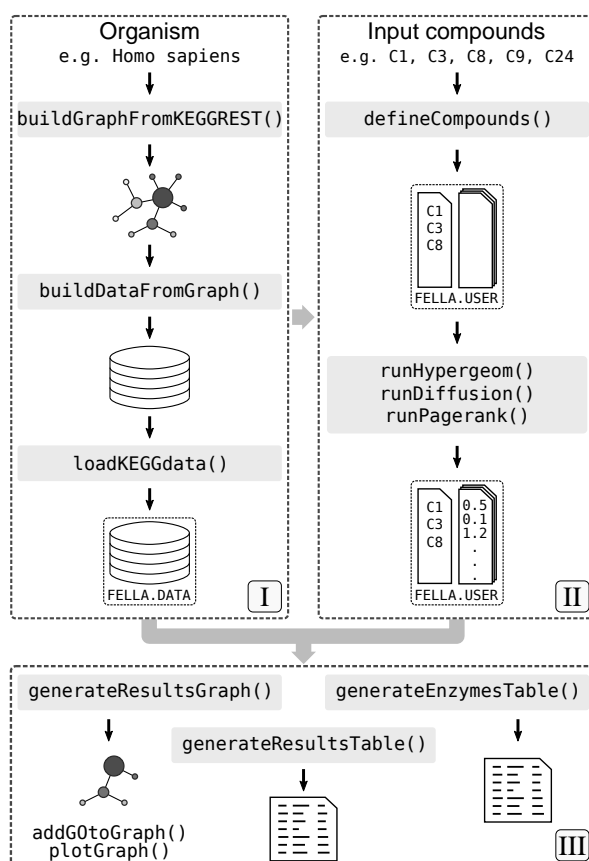 Organism
e.g. Homo sapiens
buildGraphFromKEGGREST()
buildDataFromGraph()
loadKEGGdata()
FELLA.DATA
I
Input compounds
e.g. C1, C3, C8, C9, C24
defineCompounds()
C1
C3
C8
FELLA.USER
runHypergeom()
runDiffusion()
runPagerank()
C1
C3
C8
0.5
0.1
1.2
.
.
.
FELLA.USER
II
generateResultsGraph()
addGOtoGraph()
plotGraph()
generateResultsTable()
generateEnzymesTable()
III